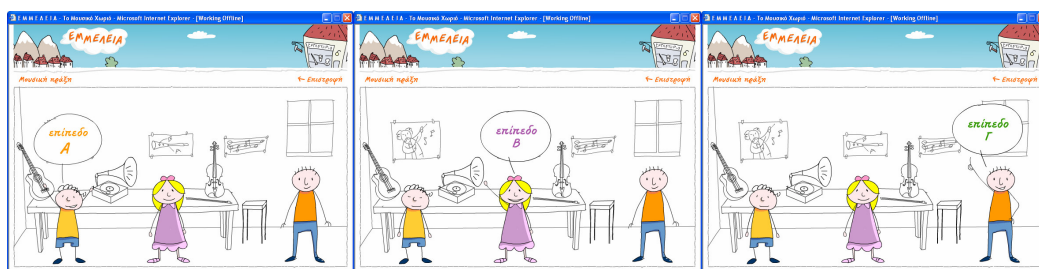 Ε Μ Μ Ε Λ Ε Ι Α - Το Μουσικό Χωριό - Microsoft Internet Explorer - [Working Offline]
ΕΜΜΕΛΕΙΑ
Μουσική πράξη
Επιστροφή
επίπεδο
Α
Ε Μ Μ Ε Λ Ε Ι Α - Το Μουσικό Χωριό - Microsoft Internet Explorer - [Working Offline]
ΕΜΜΕΛΕΙΑ
Μουσική πράξη
Επιστροφή
επίπεδο
Β
Ε Μ Μ Ε Λ Ε Ι Α - Το Μουσικό Χωριό - Microsoft Internet Explorer - [Working Offline]
ΕΜΜΕΛΕΙΑ
Μουσική πράξη
Επιστροφή
επίπεδο
Γ